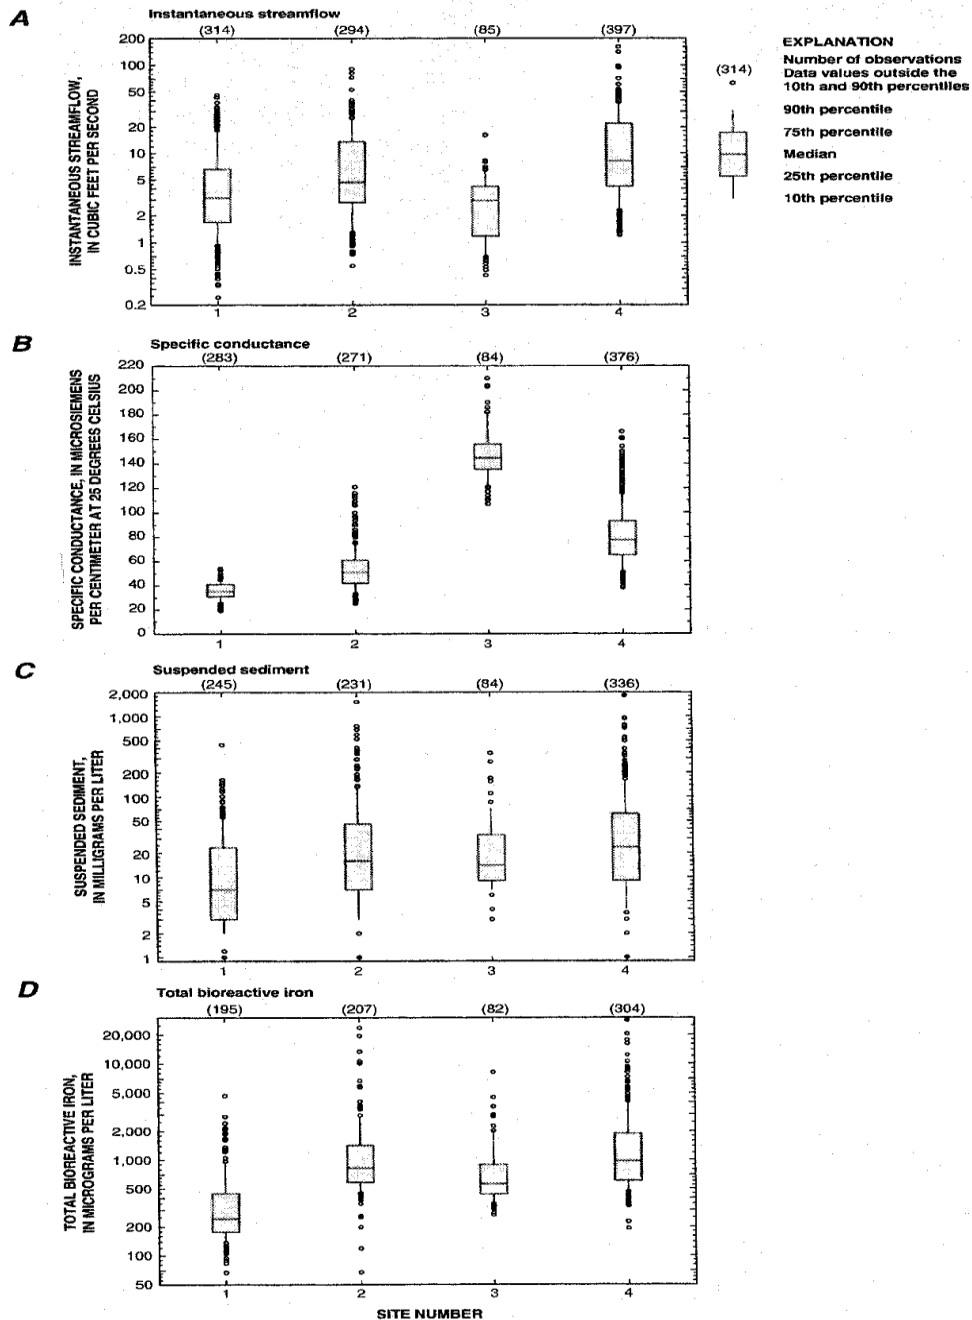 A
Instantaneous streamflow
(314) (294) (85) (397)
200
100
50
20
10
5
2
1
0.5
0.2
INSTANTANEOUS STREAMFLOW,
IN CUBIC FEET PER SECOND
1 2 3 4
EXPLANATION
(314) Number of observations
Data values outside the
10th and 90th percentiles
90th percentile
75th percentile
Median
25th percentile
10th percentile
B
Specific conductance
(283) (271) (84) (376)
220
200
180
160
140
120
100
80
60
40
20
0
SPECIFIC CONDUCTANCE, IN MICROSIEMENS
PER CENTIMETER AT 25 DEGREES CELSIUS
1 2 3 4
C
Suspended sediment
(245) (231) (84) (336)
2,000
1,000
500
200
100
50
20
10
5
2
1
SUSPENDED SEDIMENT,
IN MILLIGRAMS PER LITER
1 2 3 4
D
Total bioreactive iron
(195) (207) (82) (304)
20,000
10,000
5,000
2,000
1,000
500
200
100
50
TOTAL BIOREACTIVE IRON,
IN MICROGRAMS PER LITER
1 2 3 4
SITE NUMBER